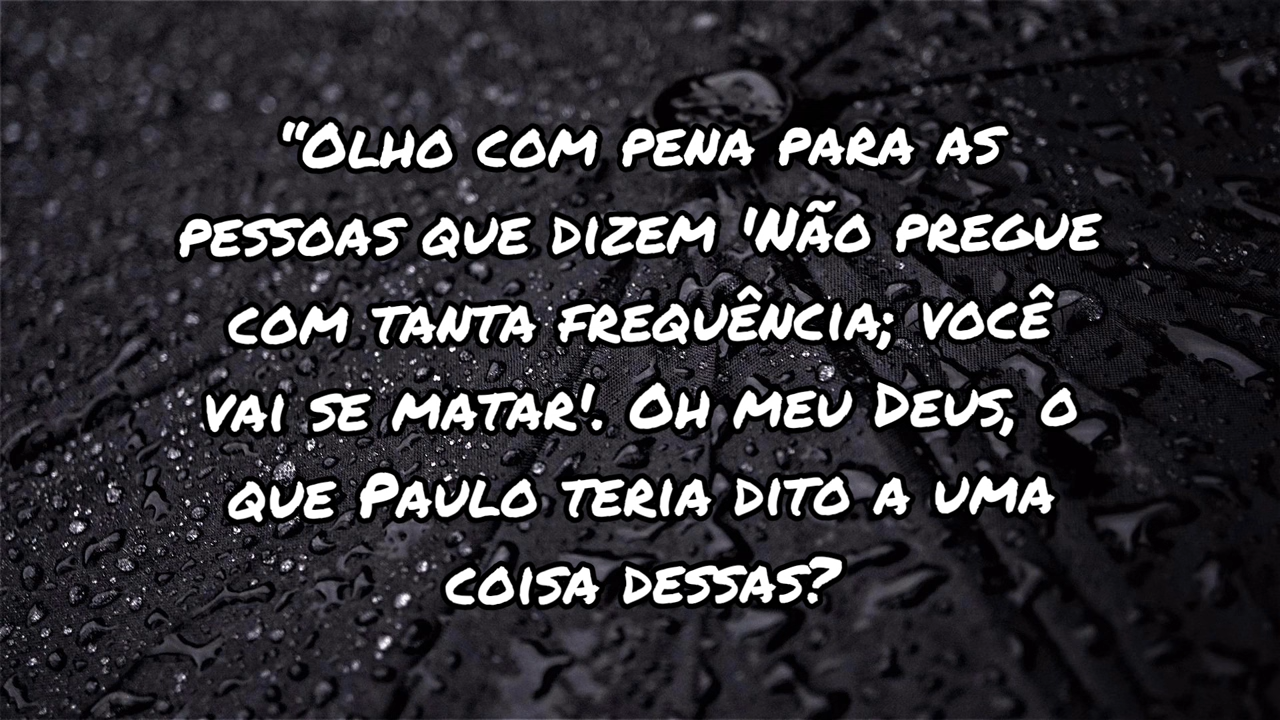 "Olho com pena para as
pessoas que dizem 'Não pregue
com tanta frequência; você
vai se matar'. Oh meu Deus, o
que Paulo teria dito a uma
coisa dessas?